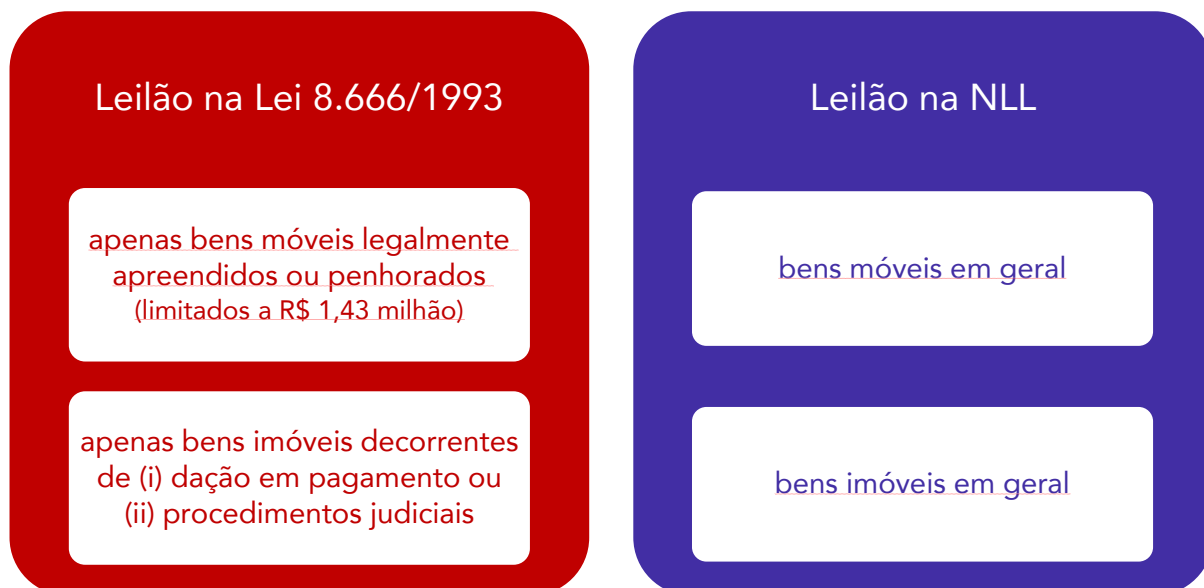 Leilão na Lei 8.666/1993
apenas bens móveis legalmente
apreendidos ou penhorados
(limitados a R$ 1,43 milhão)
apenas bens imóveis decorrentes
de (i) dação em pagamento ou
(ii) procedimentos judiciais
Leilão na NLL
bens móveis em geral
bens imóveis em geral